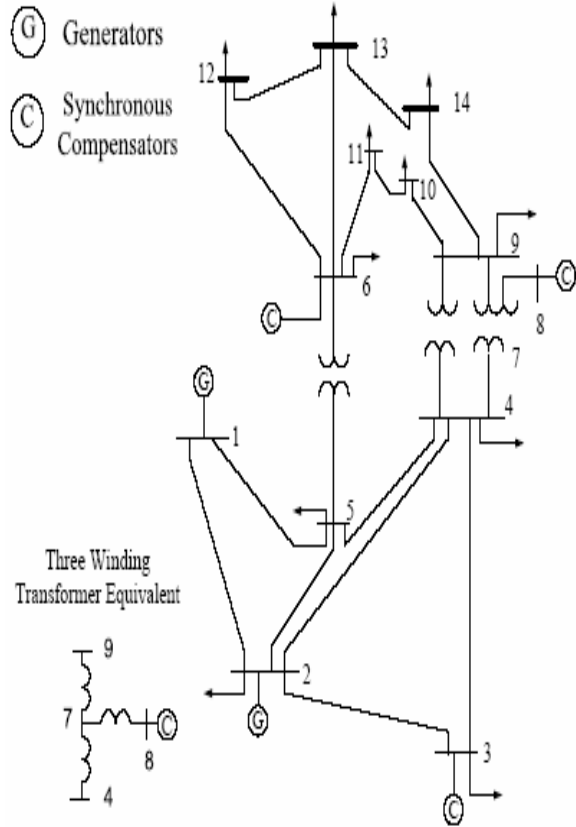 G Generators
C Synchronous
Compensators
13
12
14
11
10
9
6
C
C
8
7
G
4
1
5
Three Winding
Transformer Equivalent
2
9
G
7
C
8
3
4
C